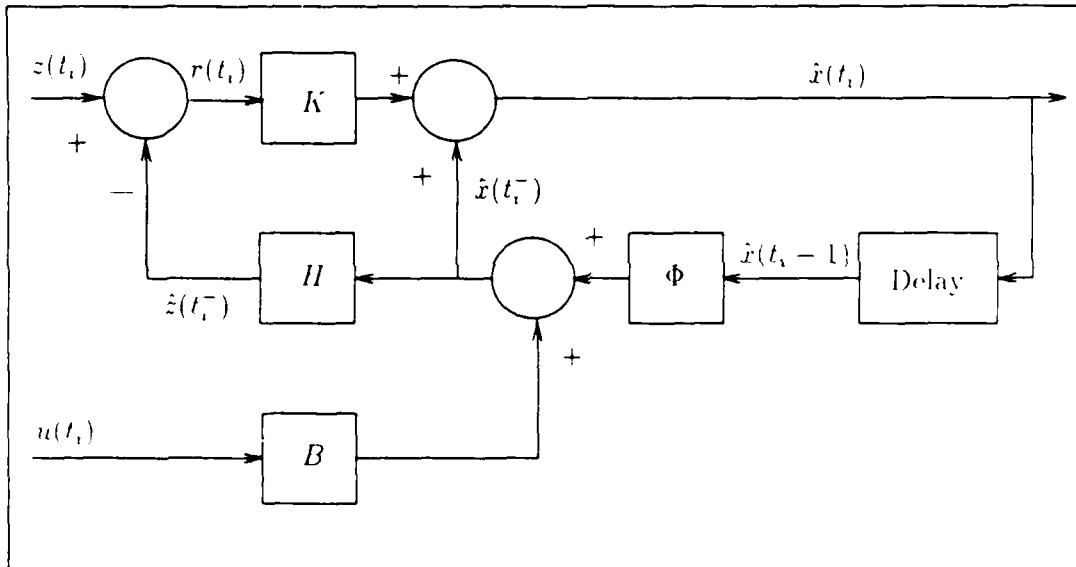 z(tᵢ)
+
−
r(tᵢ)
K
+
+
x̂(tᵢ)
x̂(tᵢ⁻)
ẑ(tᵢ⁻)
H
+
+
Φ
x̂(tᵢ − 1)
Delay
u(tᵢ)
B